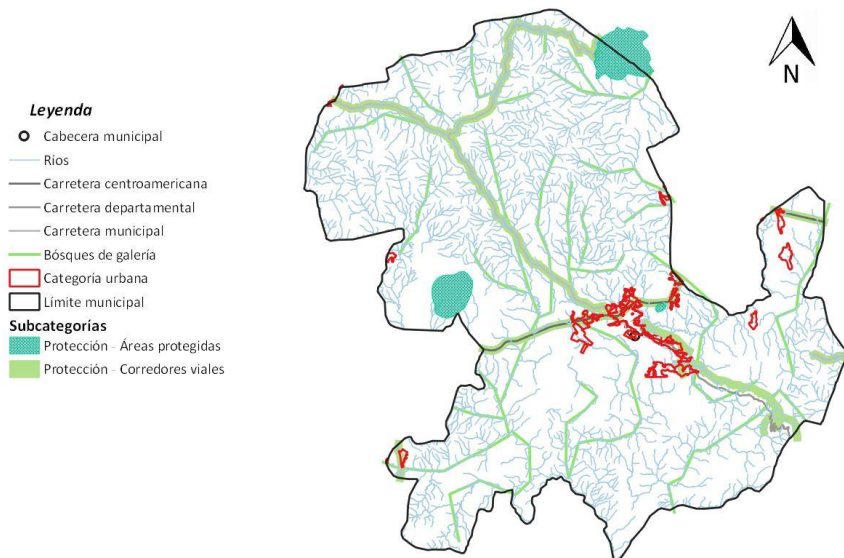 N
Leyenda
Cabecera municipal
Ríos
Carretera centroamericana
Carretera departamental
Carretera municipal
Bósques de galería
Categoría urbana
Límite municipal
Subcategorías
Protección - Áreas protegidas
Protección - Corredores viales